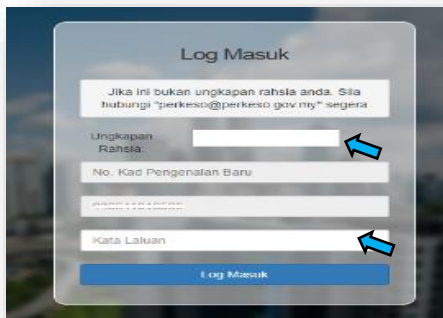 Log Masuk
Jika ini bukan ungkapan rahsia anda. Sila
hubungi "perkeso@perkeso.gov.my" segera
Ungkapan
Rahsia:
No. Kad Pengenalan Baru
Kata Laluan
Log Masuk